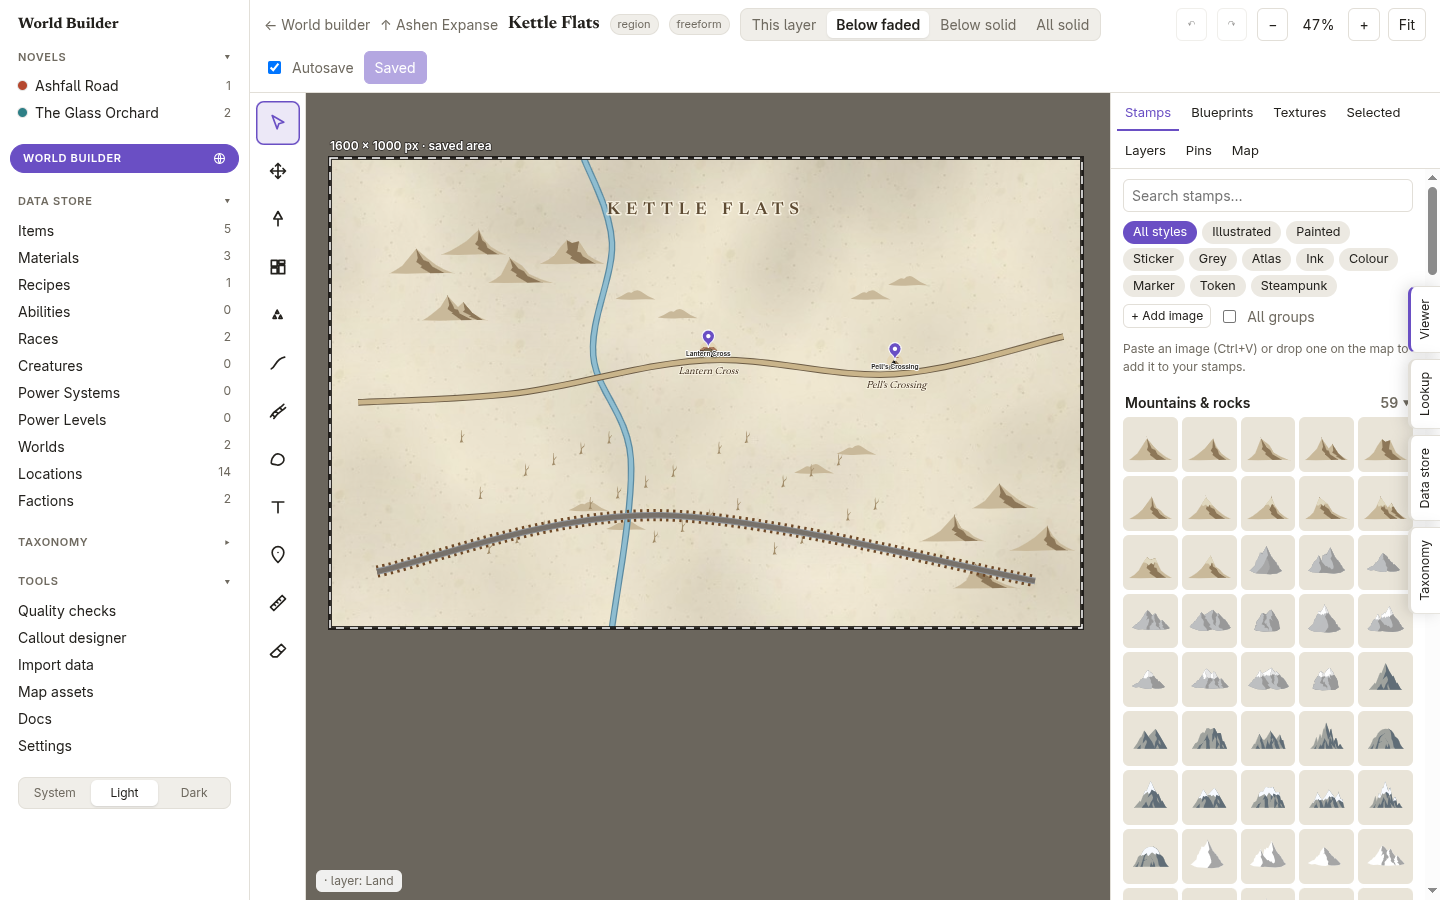 World Builder
NOVELS
Ashfall Road 1
The Glass Orchard 2
WORLD BUILDER
DATA STORE
Items 5
Materials 3
Recipes 1
Abilities 0
Races 2
Creatures 0
Power Systems 0
Power Levels 0
Worlds 2
Locations 14
Factions 2
TAXONOMY
TOOLS
Quality checks
Callout designer
Import data
Map assets
Docs
Settings
System Light Dark
← World builder ↑ Ashen Expanse Kettle Flats region freeform This layer Below faded Below solid All solid
− 47% + Fit
Autosave Saved
1600 × 1000 px · saved area
KETTLE FLATS
Lantern Cross
Lantern Cross
Pell's Crossing
Pell's Crossing
· layer: Land
Stamps Blueprints Textures Selected
Layers Pins Map
Search stamps...
All styles Illustrated Painted
Sticker Grey Atlas Ink Colour
Marker Token Steampunk
+ Add image All groups
Paste an image (Ctrl+V) or drop one on the map to
add it to your stamps.
Mountains & rocks 59
Viewer
Lookup
Data store
Taxonomy